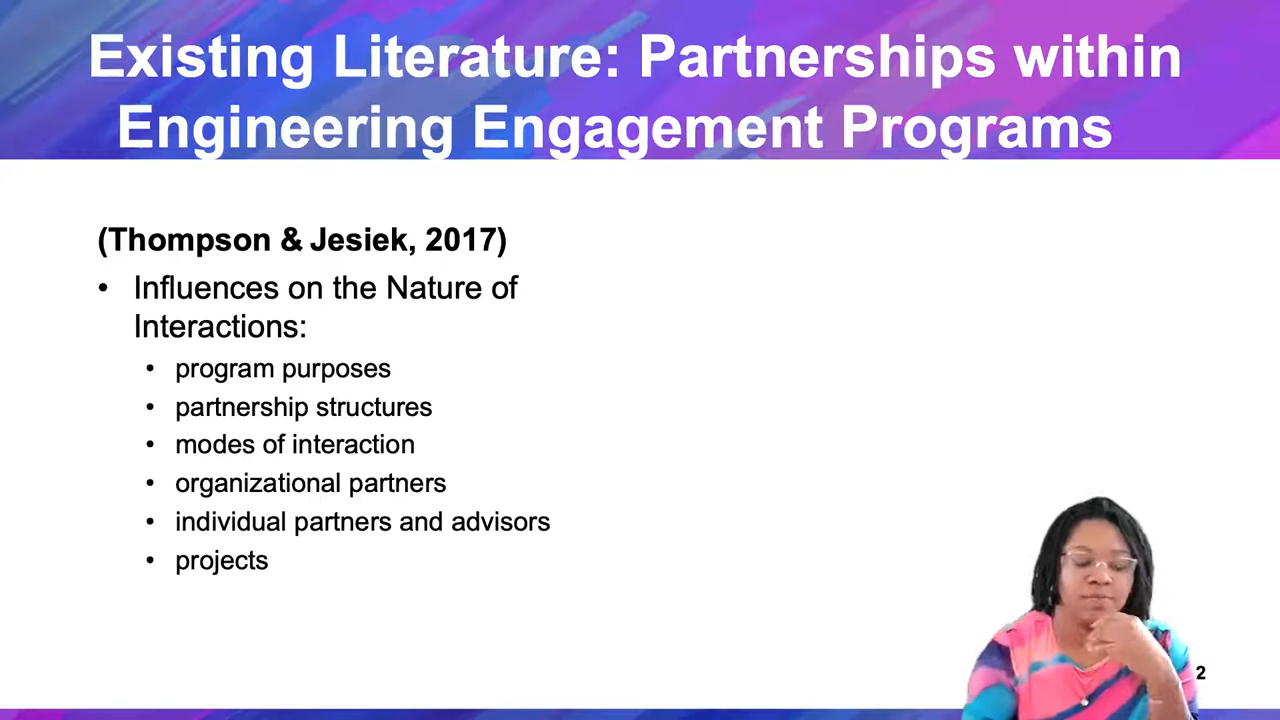 Existing Literature: Partnerships within
Engineering Engagement Programs
(Thompson & Jesiek, 2017)
• Influences on the Nature of
Interactions:
• program purposes
• partnership structures
• modes of interaction
• organizational partners
• individual partners and advisors
• projects
2